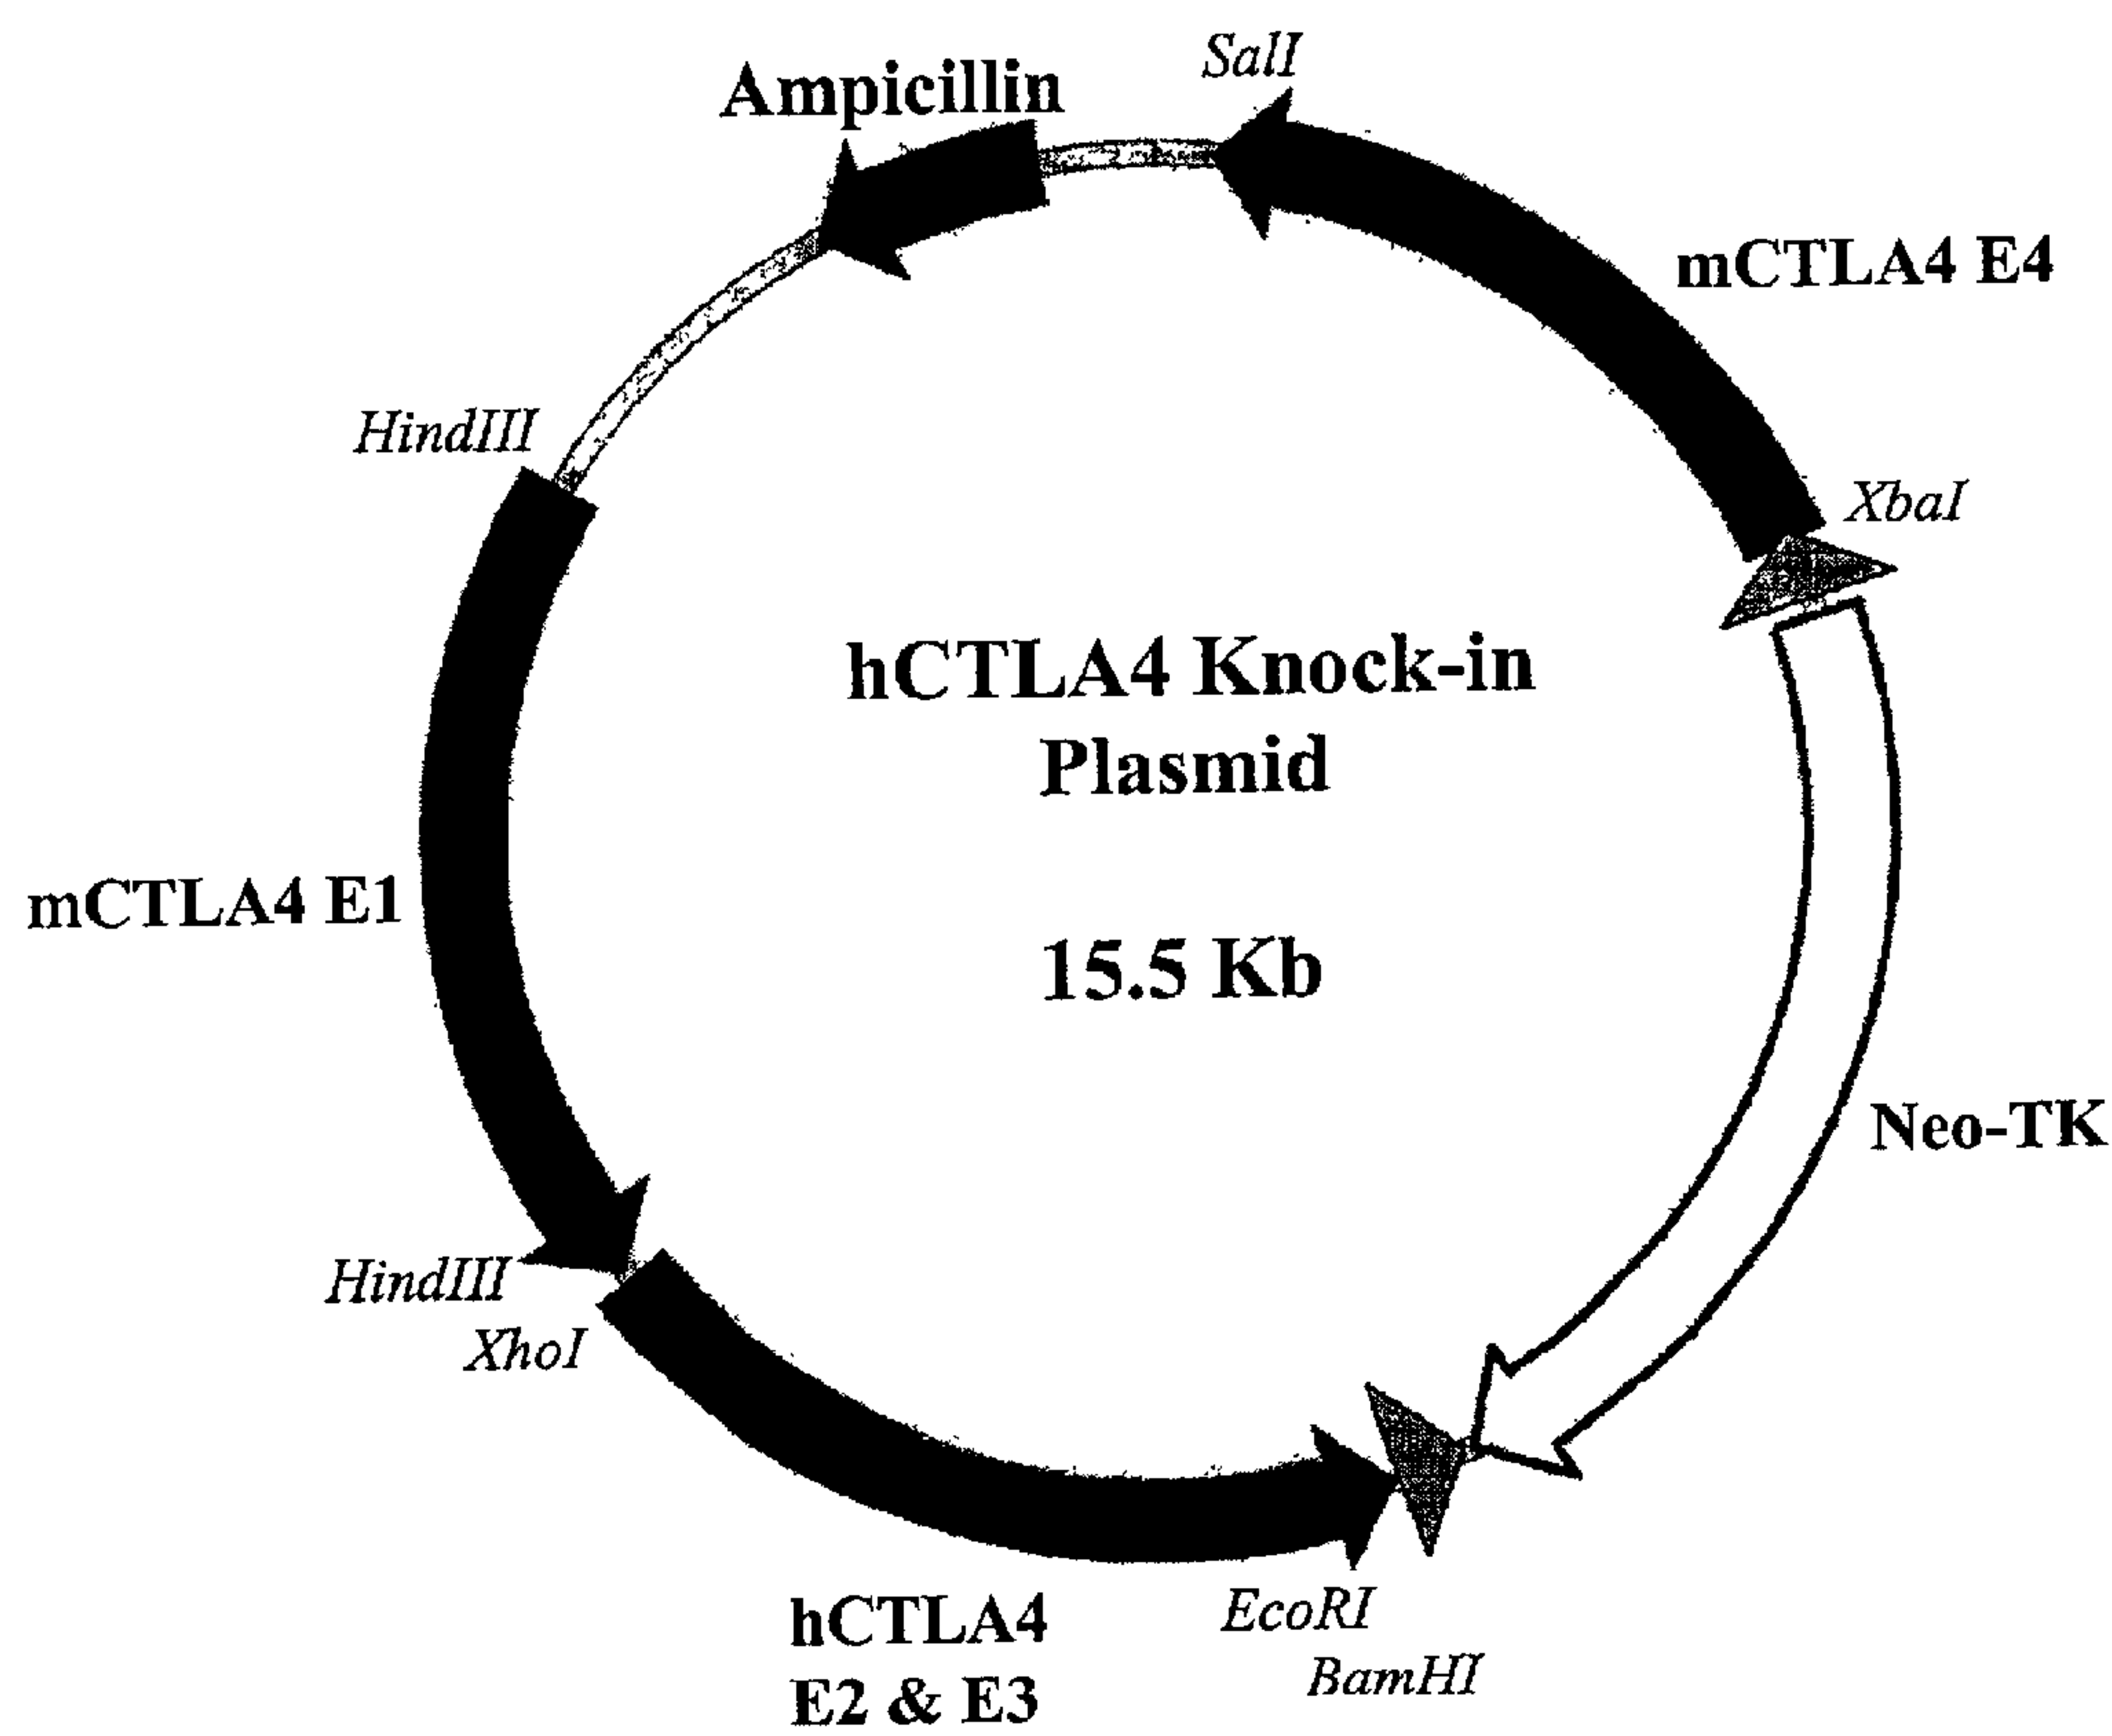 SalI
Ampicillin
mCTLA4 E4
HindIII
XbaI
hCTLA4 Knock-in
Plasmid
mCTLA4 E1
15.5 Kb
Neo-TK
HindIII
XhoI
hCTLA4
E2 & E3
EcoRI
BamHI